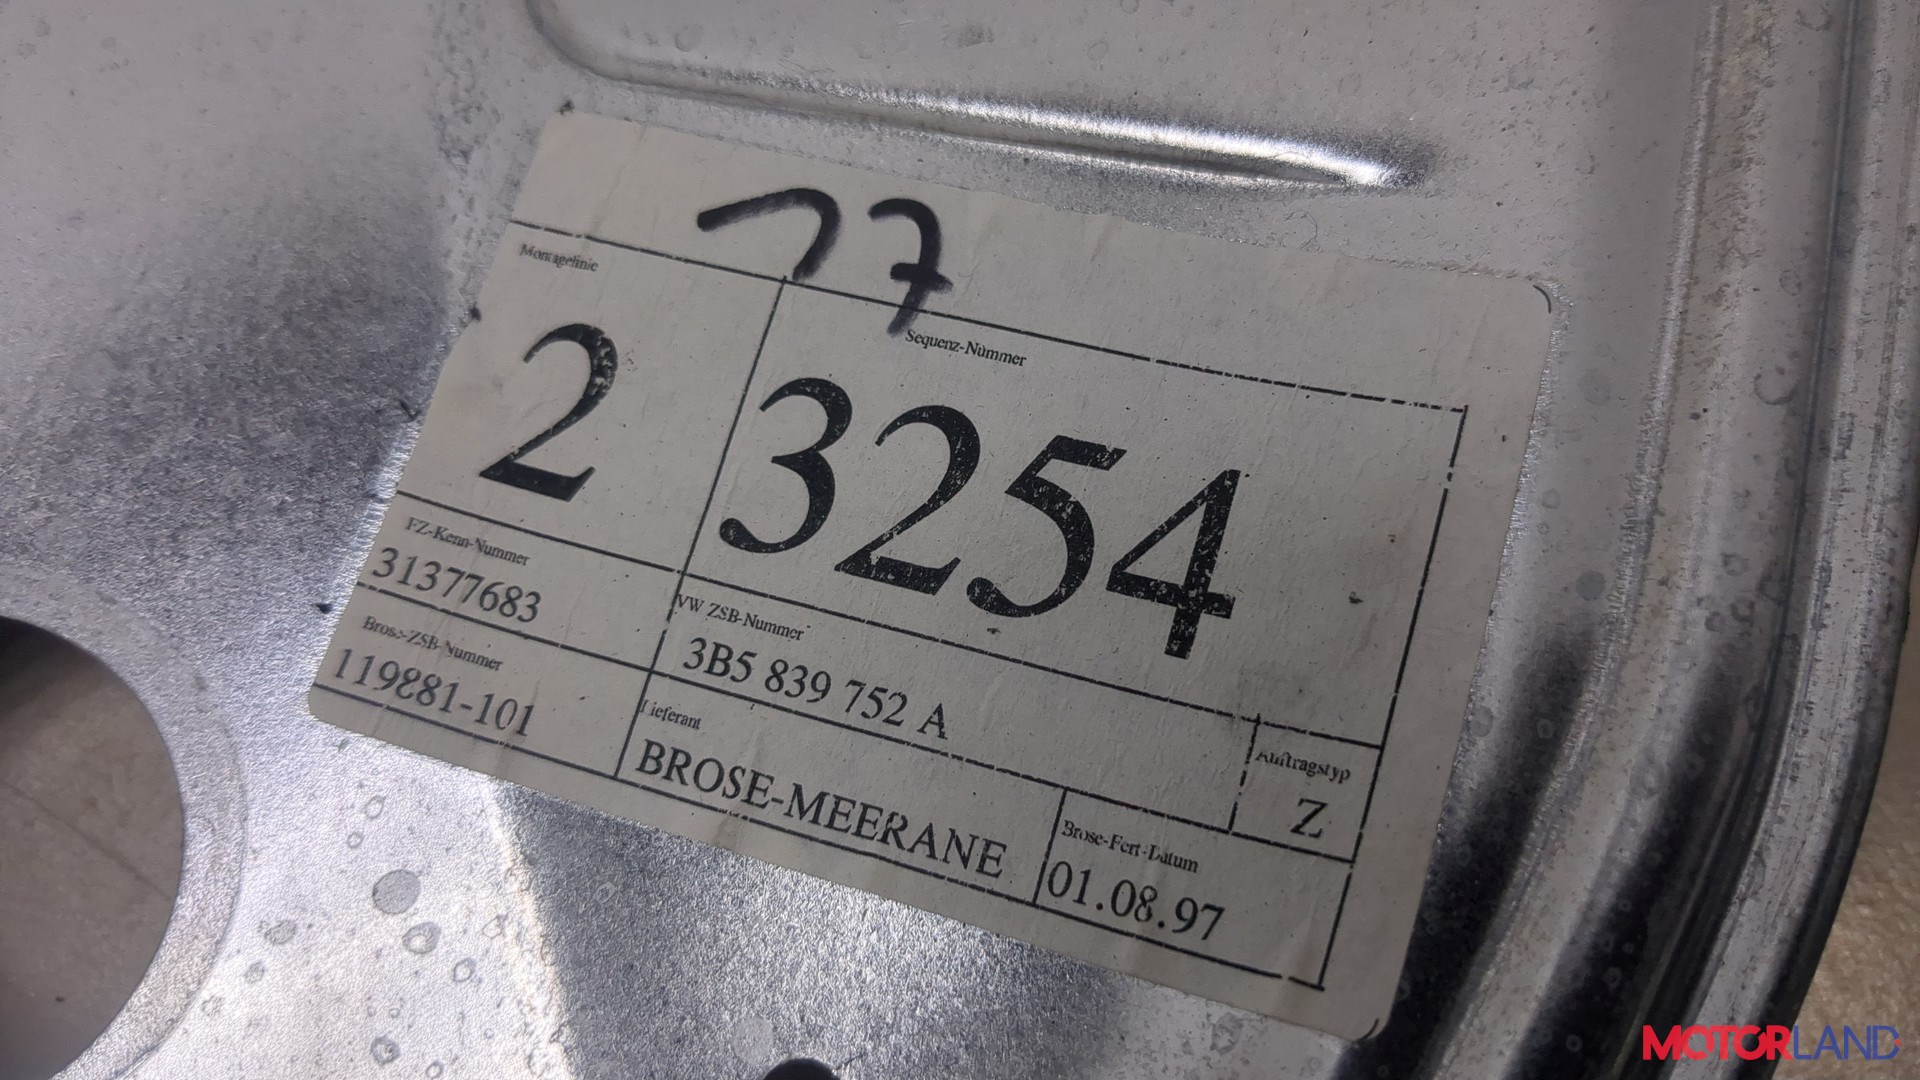 17
Montagelinie
2
Sequenz-Nummer
3254
FZ-Kenn-Nummer
31377683
VW ZSB-Nummer
3B5 839 752 A
Auftragstyp
Z
Brose-ZSB-Nummer
119881-101
Lieferant
BROSE-MEERANE
Brose-Fert-Datum
01.08.97
MOTORLAND